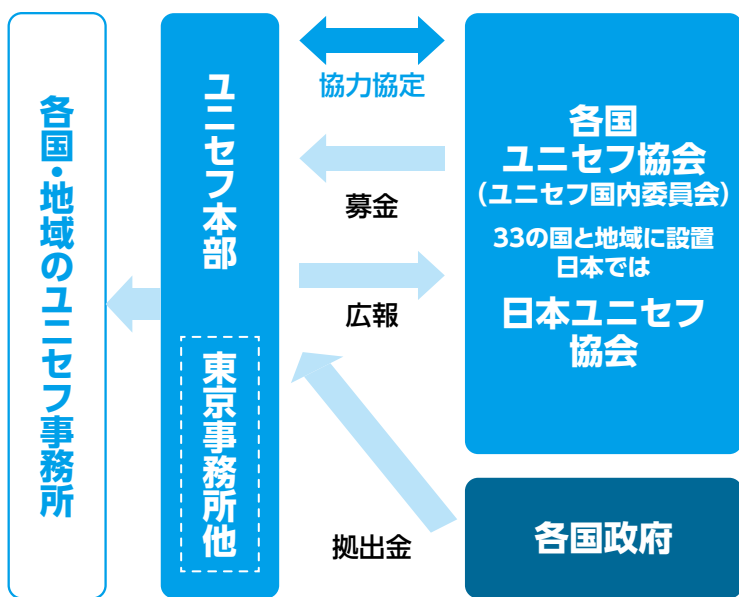 各国・地域のユニセフ事務所
ユニセフ本部
東京事務所他
協力協定
募金
広報
拠出金
各国
ユニセフ協会
(ユニセフ国内委員会)
33の国と地域に設置
日本では
日本ユニセフ
協会
各国政府